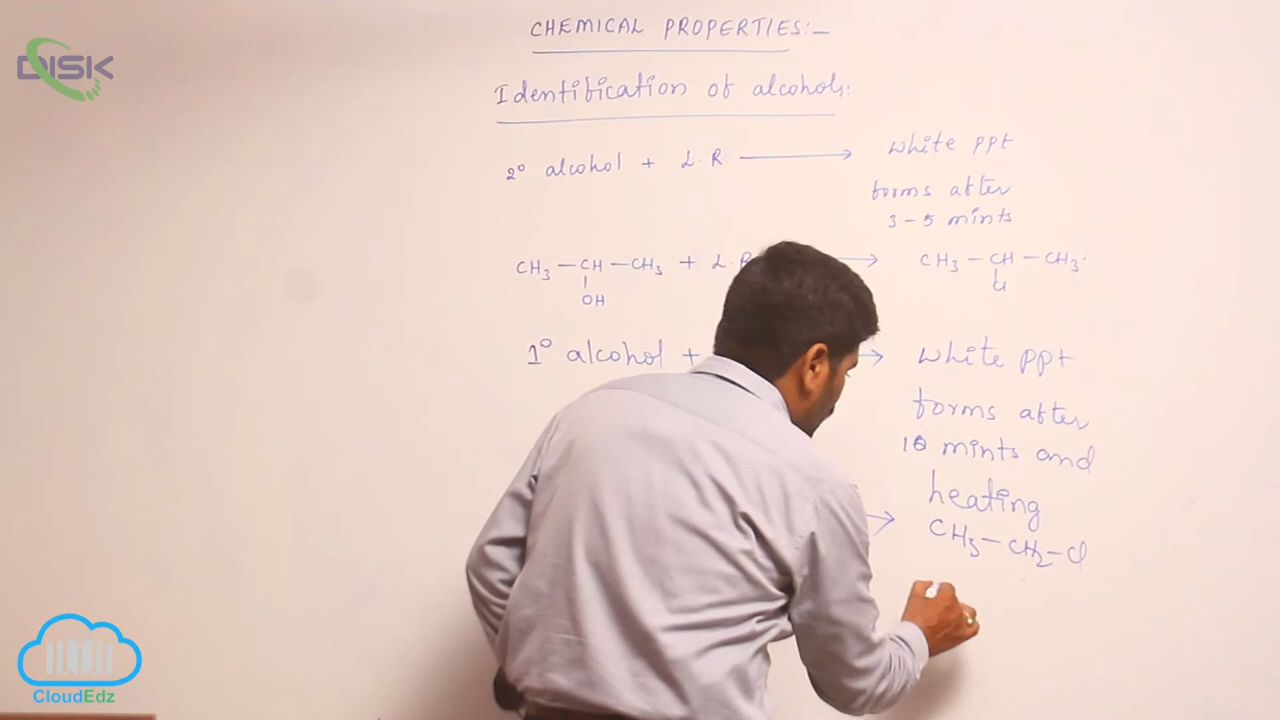 DISK
CHEMICAL PROPERTIES:-
Identification of alcohols:
2° alcohol + L.R ⟶ white ppt
forms after
3-5 mints
CH3 — CH — CH3 + L.R ⟶ CH3 — CH — CH3.
OH Cl
1° alcohol + ⟶ white ppt
forms after
10 mints and
heating
⟶ CH3 — CH2 — Cl
CloudEdz